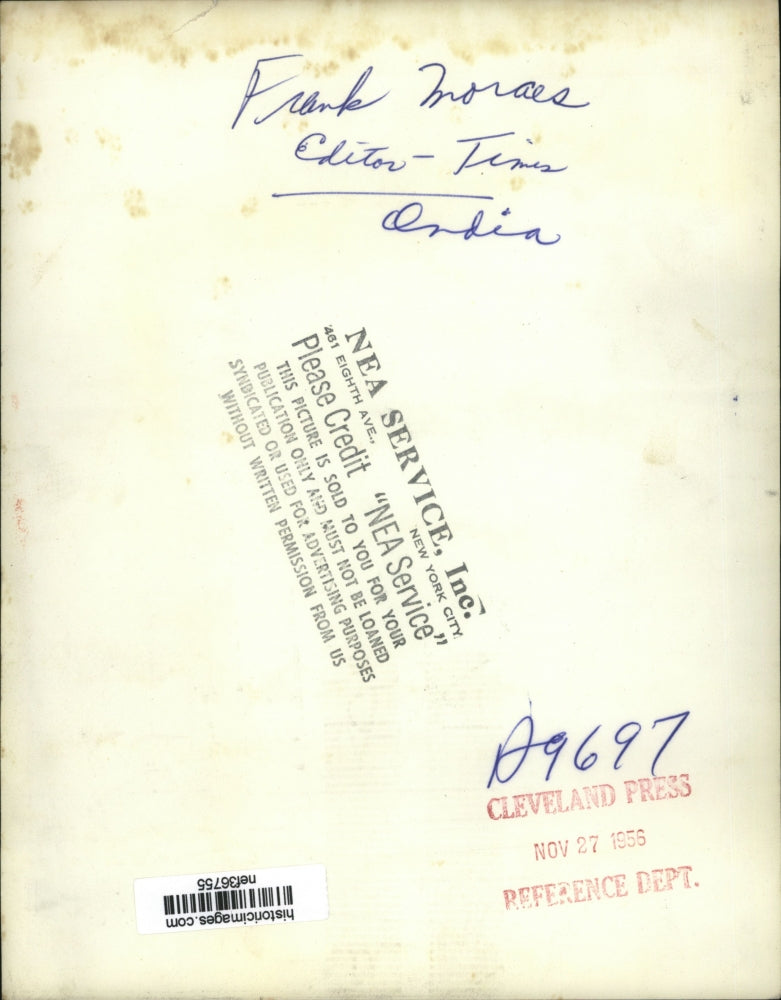 Frank Moraes
Editor - Times
India
NEA SERVICE, Inc.
461 EIGHTH AVE., NEW YORK CITY.
Please Credit "NEA Service"
THIS PICTURE IS SOLD TO YOU FOR YOUR
PUBLICATION ONLY AND MUST NOT BE LOANED
SYNDICATED OR USED FOR ADVERTISING PURPOSES
WITHOUT WRITTEN PERMISSION FROM US
A9697
CLEVELAND PRESS
NOV 27 1956
REFERENCE DEPT.
historicimages.com
nef36755